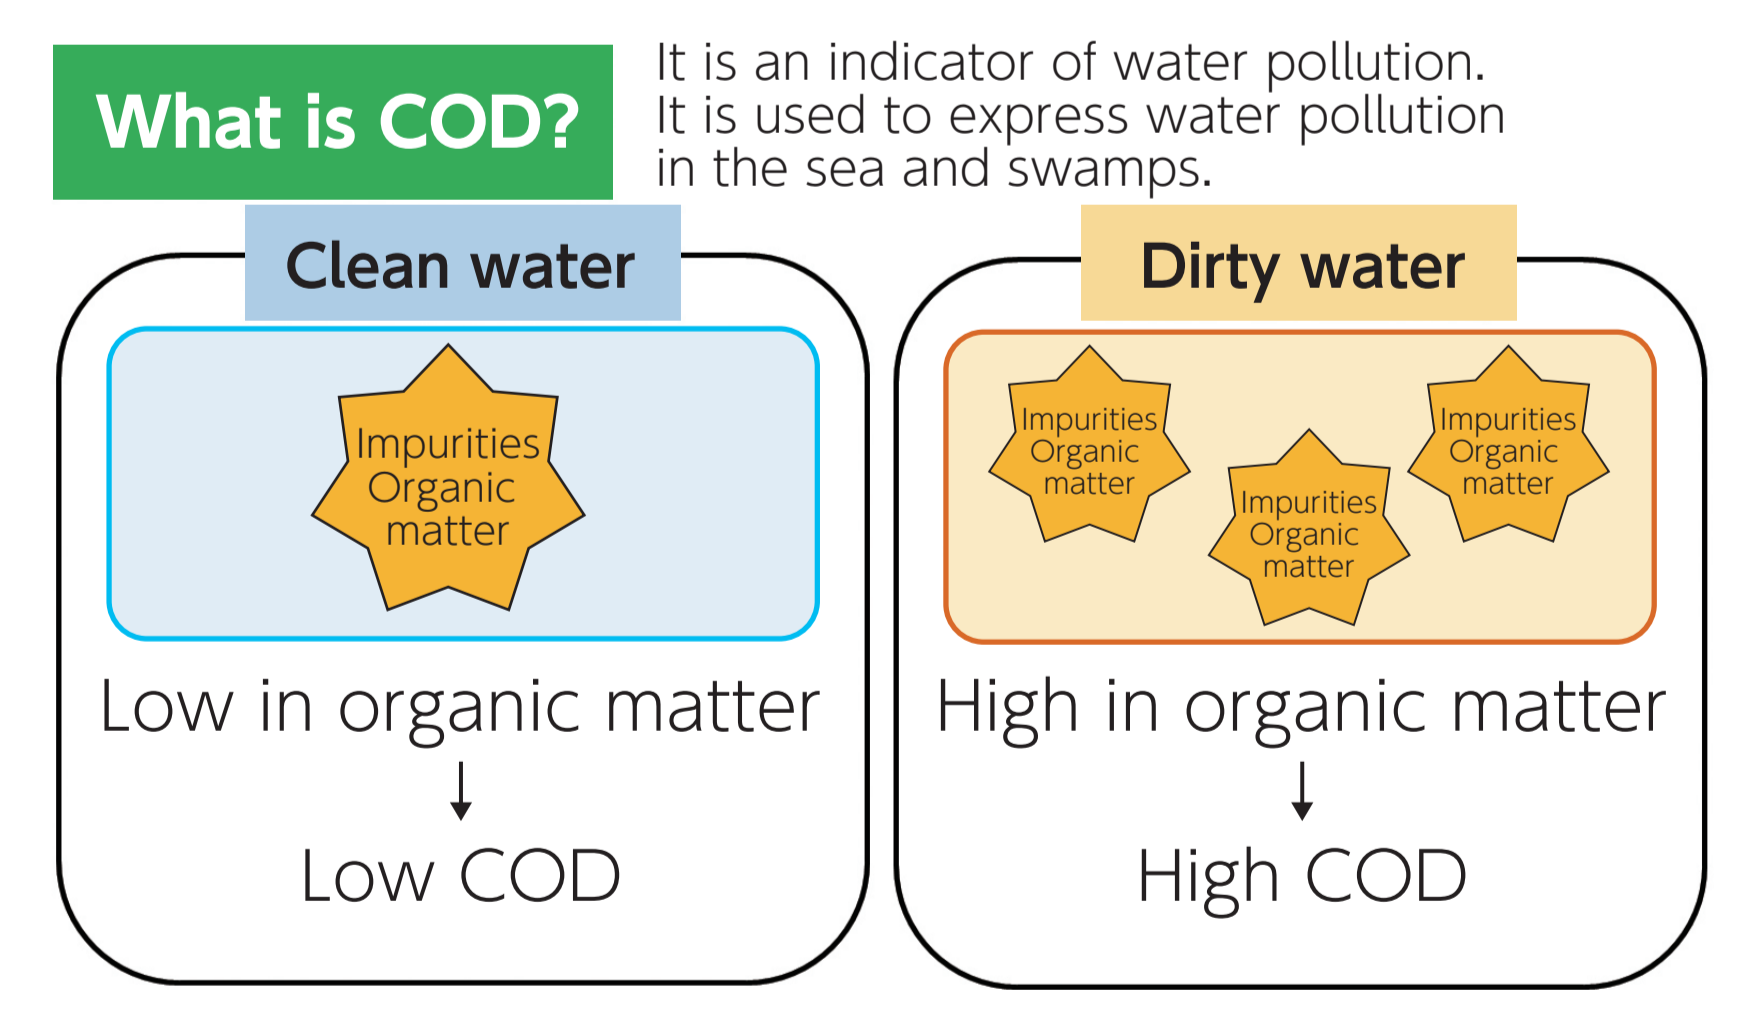 What is COD?
It is an indicator of water pollution.
It is used to express water pollution
in the sea and swamps.
Clean water
Impurities
Organic
matter
Low in organic matter
↓
Low COD
Dirty water
Impurities
Organic
matter
Impurities
Organic
matter
Impurities
Organic
matter
High in organic matter
↓
High COD